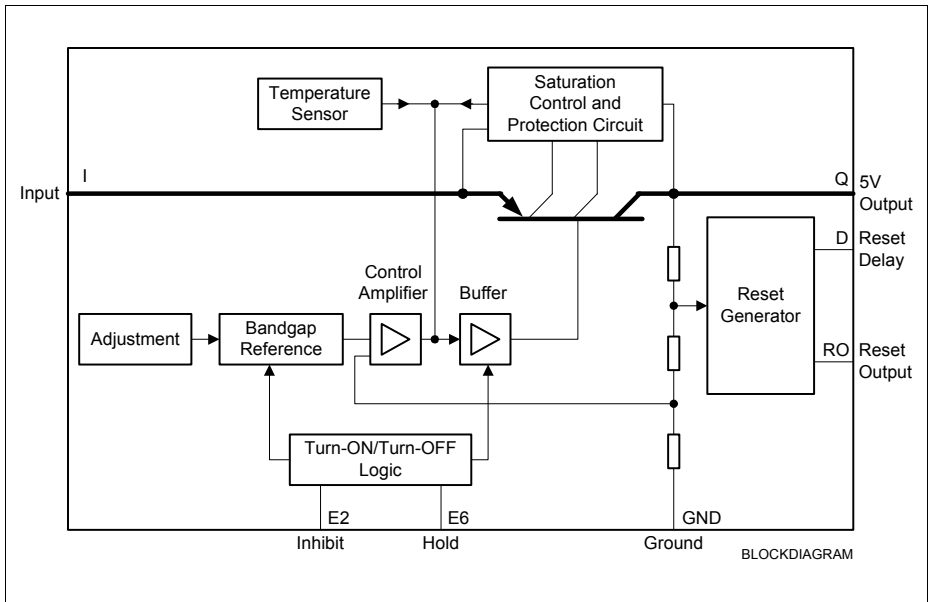 Temperature
Sensor
Saturation
Control and
Protection Circuit
Input
I
Q
5V
Output
D
Reset
Delay
Control
Amplifier
Buffer
Reset
Generator
Adjustment
Bandgap
Reference
RO
Reset
Output
Turn-ON/Turn-OFF
Logic
E2
E6
GND
Inhibit
Hold
Ground
BLOCKDIAGRAM